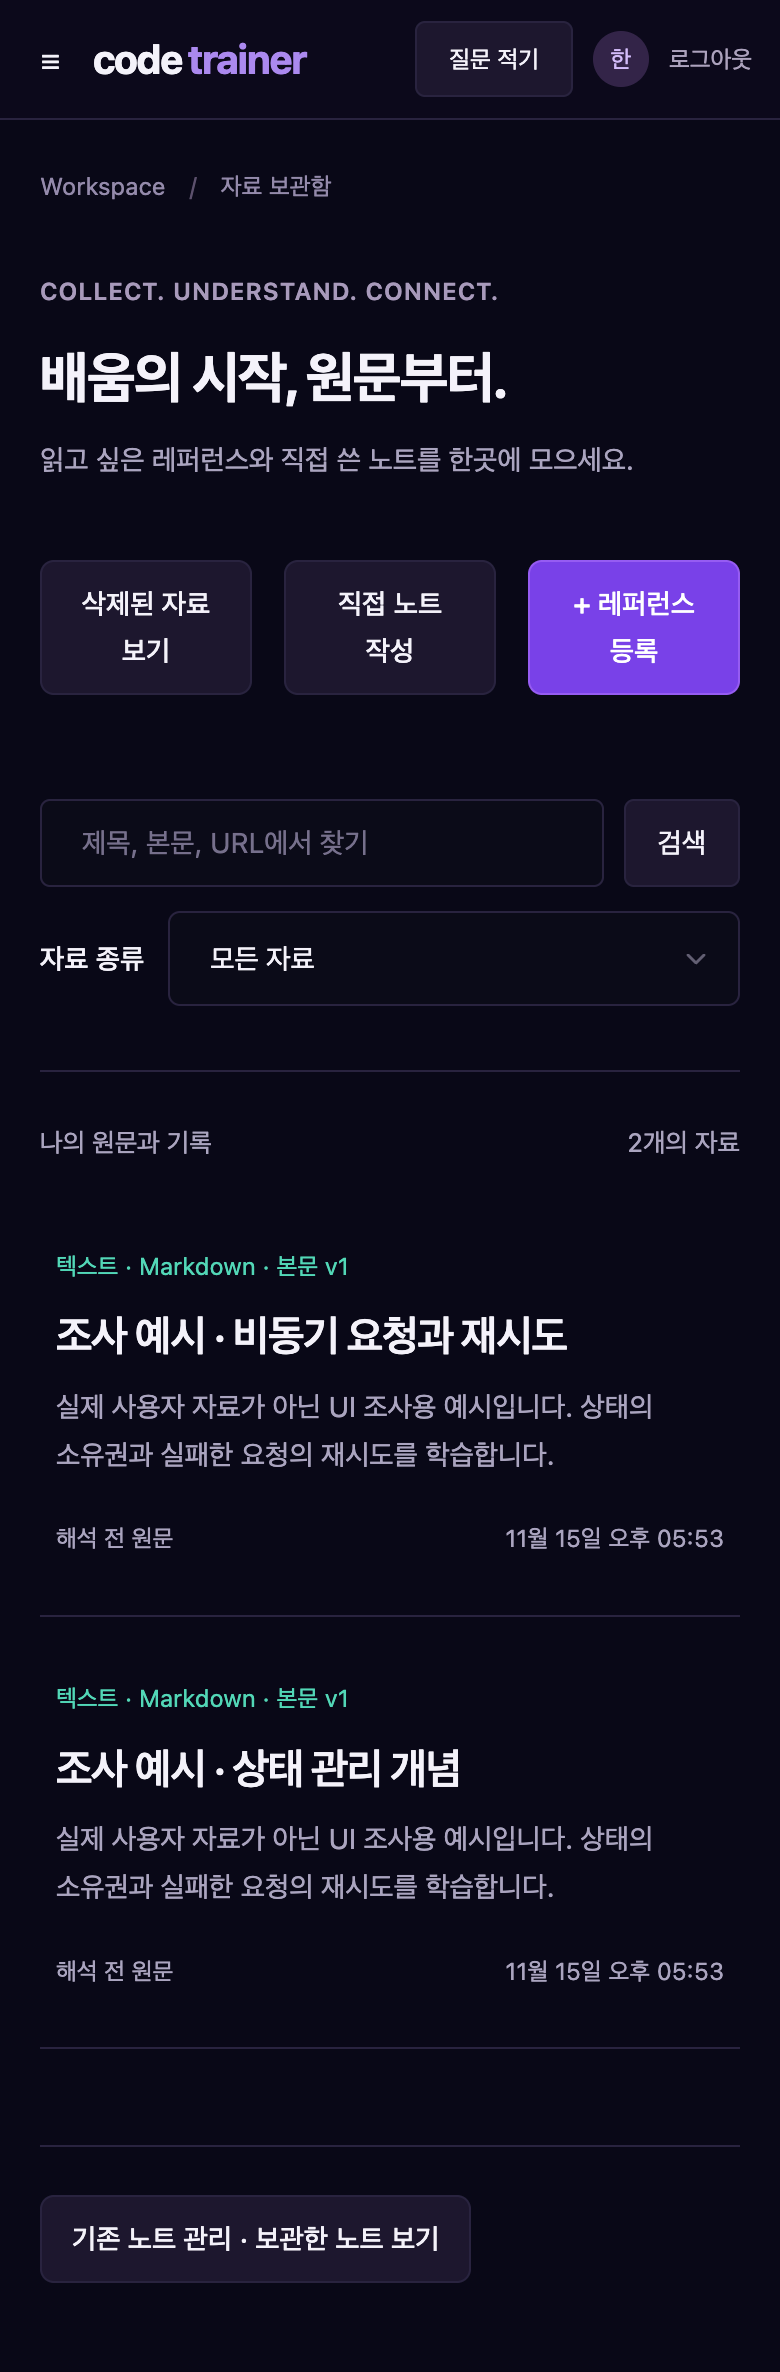 ≡ code trainer 질문 적기 한 로그아웃
Workspace / 자료 보관함
COLLECT. UNDERSTAND. CONNECT.
배움의 시작, 원문부터.
읽고 싶은 레퍼런스와 직접 쓴 노트를 한곳에 모으세요.
삭제된 자료
보기
직접 노트
작성
+ 레퍼런스
등록
제목, 본문, URL에서 찾기
검색
자료 종류 모든 자료
나의 원문과 기록 2개의 자료
텍스트 · Markdown · 본문 v1
조사 예시 · 비동기 요청과 재시도
실제 사용자 자료가 아닌 UI 조사용 예시입니다. 상태의
소유권과 실패한 요청의 재시도를 학습합니다.
해석 전 원문 11월 15일 오후 05:53
텍스트 · Markdown · 본문 v1
조사 예시 · 상태 관리 개념
실제 사용자 자료가 아닌 UI 조사용 예시입니다. 상태의
소유권과 실패한 요청의 재시도를 학습합니다.
해석 전 원문 11월 15일 오후 05:53
기존 노트 관리 · 보관한 노트 보기